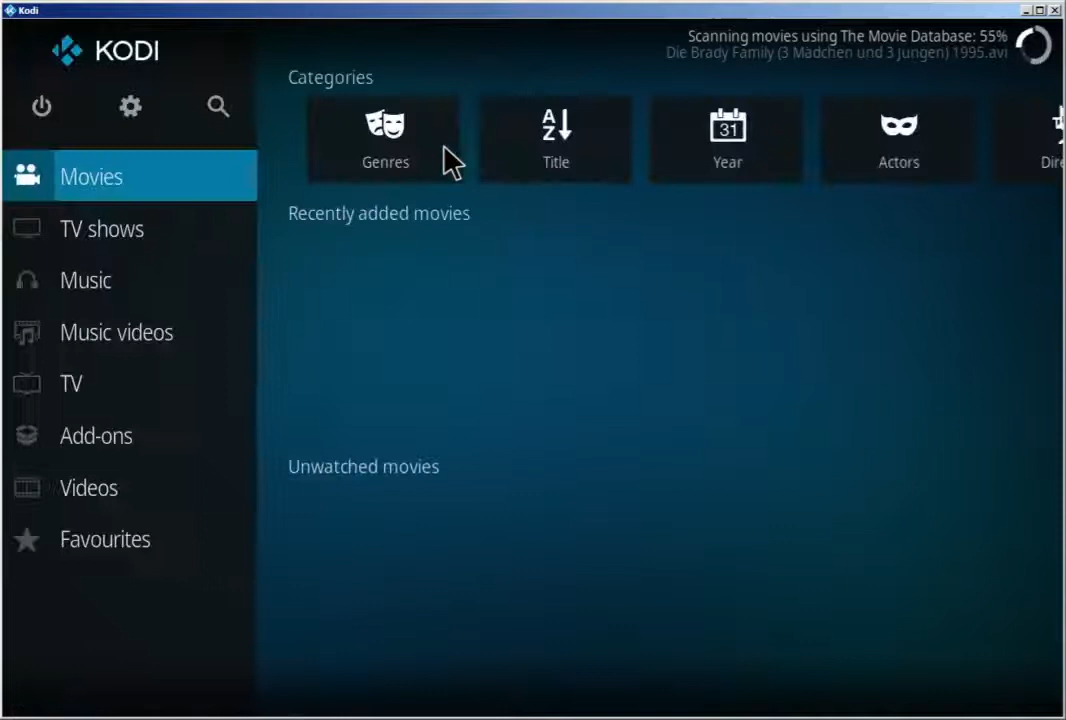 Kodi
KODI
Scanning movies using The Movie Database: 55%
Die Brady Family (3 Mädchen und 3 Jungen) 1995.avi
Categories
Genres
A
Z
Title
31
Year
Actors
Movies
Recently added movies
TV shows
Music
Music videos
TV
Add-ons
Unwatched movies
Videos
Favourites